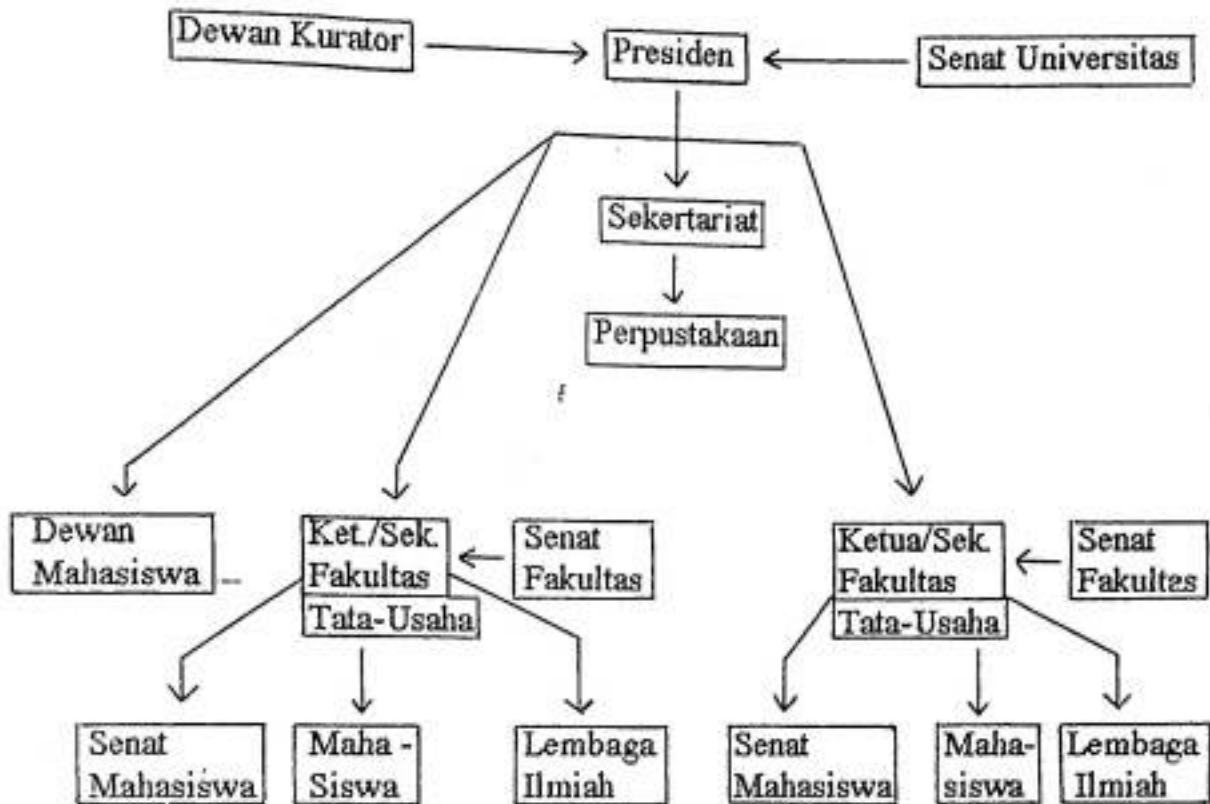 Dewan Kurator
Presiden
Senat Universitas
Sekertariat
Perpustakaan
Dewan
Mahasiswa
Ket./Sek.
Fakultas
Tata-Usaha
Senat
Fakultas
Ketua/Sek.
Fakultas
Tata-Usaha
Senat
Fakultas
Senat
Mahasiswa
Maha -
Siswa
Lembaga
Ilmiah
Senat
Mahasiswa
Maha-
siswa
Lembaga
Ilmiah